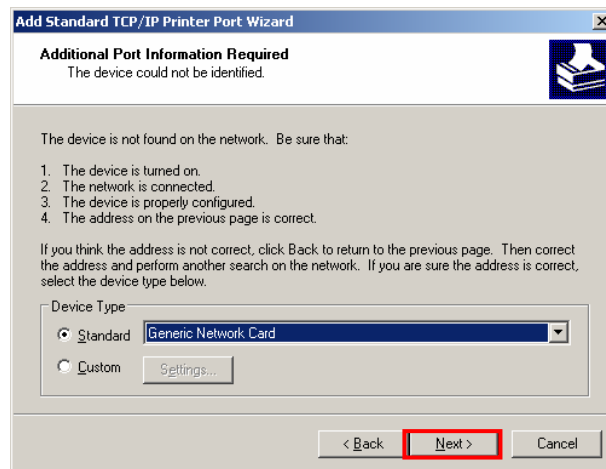 Add Standard TCP/IP Printer Port Wizard
Additional Port Information Required
The device could not be identified.
The device is not found on the network.  Be sure that:
1.  The device is turned on.
2.  The network is connected.
3.  The device is properly configured.
4.  The address on the previous page is correct.
If you think the address is not correct, click Back to return to the previous page.  Then correct
the address and perform another search on the network.  If you are sure the address is correct,
select the device type below.
Device Type
Standard
Generic Network Card
Custom
Settings...
< Back
Next >
Cancel